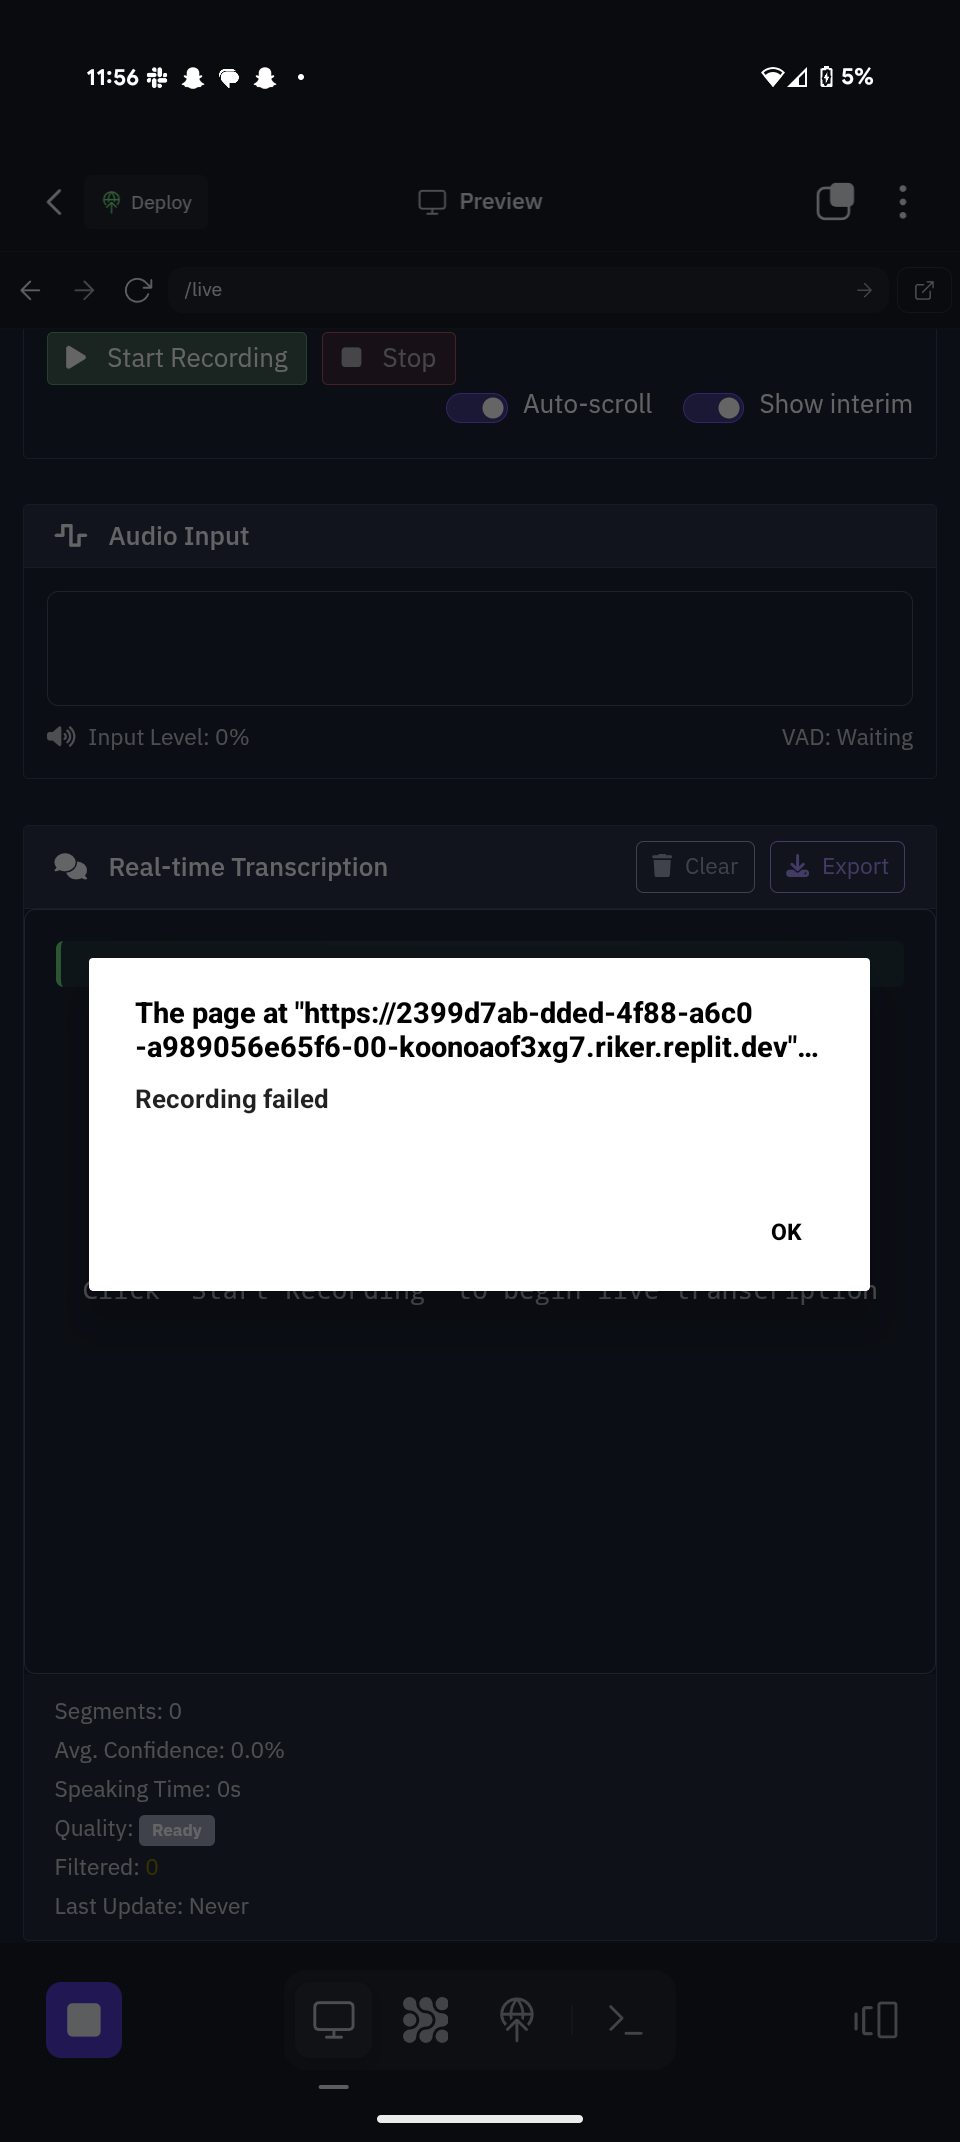 11:56
5%
Deploy
Preview
/live
Start Recording
Stop
Auto-scroll
Show interim
Audio Input
Input Level: 0%
VAD: Waiting
Real-time Transcription
Clear
Export
The page at "https://2399d7ab-dded-4f88-a6c0
-a989056e65f6-00-koonoaof3xg7.riker.replit.dev"...
Recording failed
OK
Click "Start Recording" to begin live transcription
Segments: 0
Avg. Confidence: 0.0%
Speaking Time: 0s
Quality: Ready
Filtered: 0
Last Update: Never